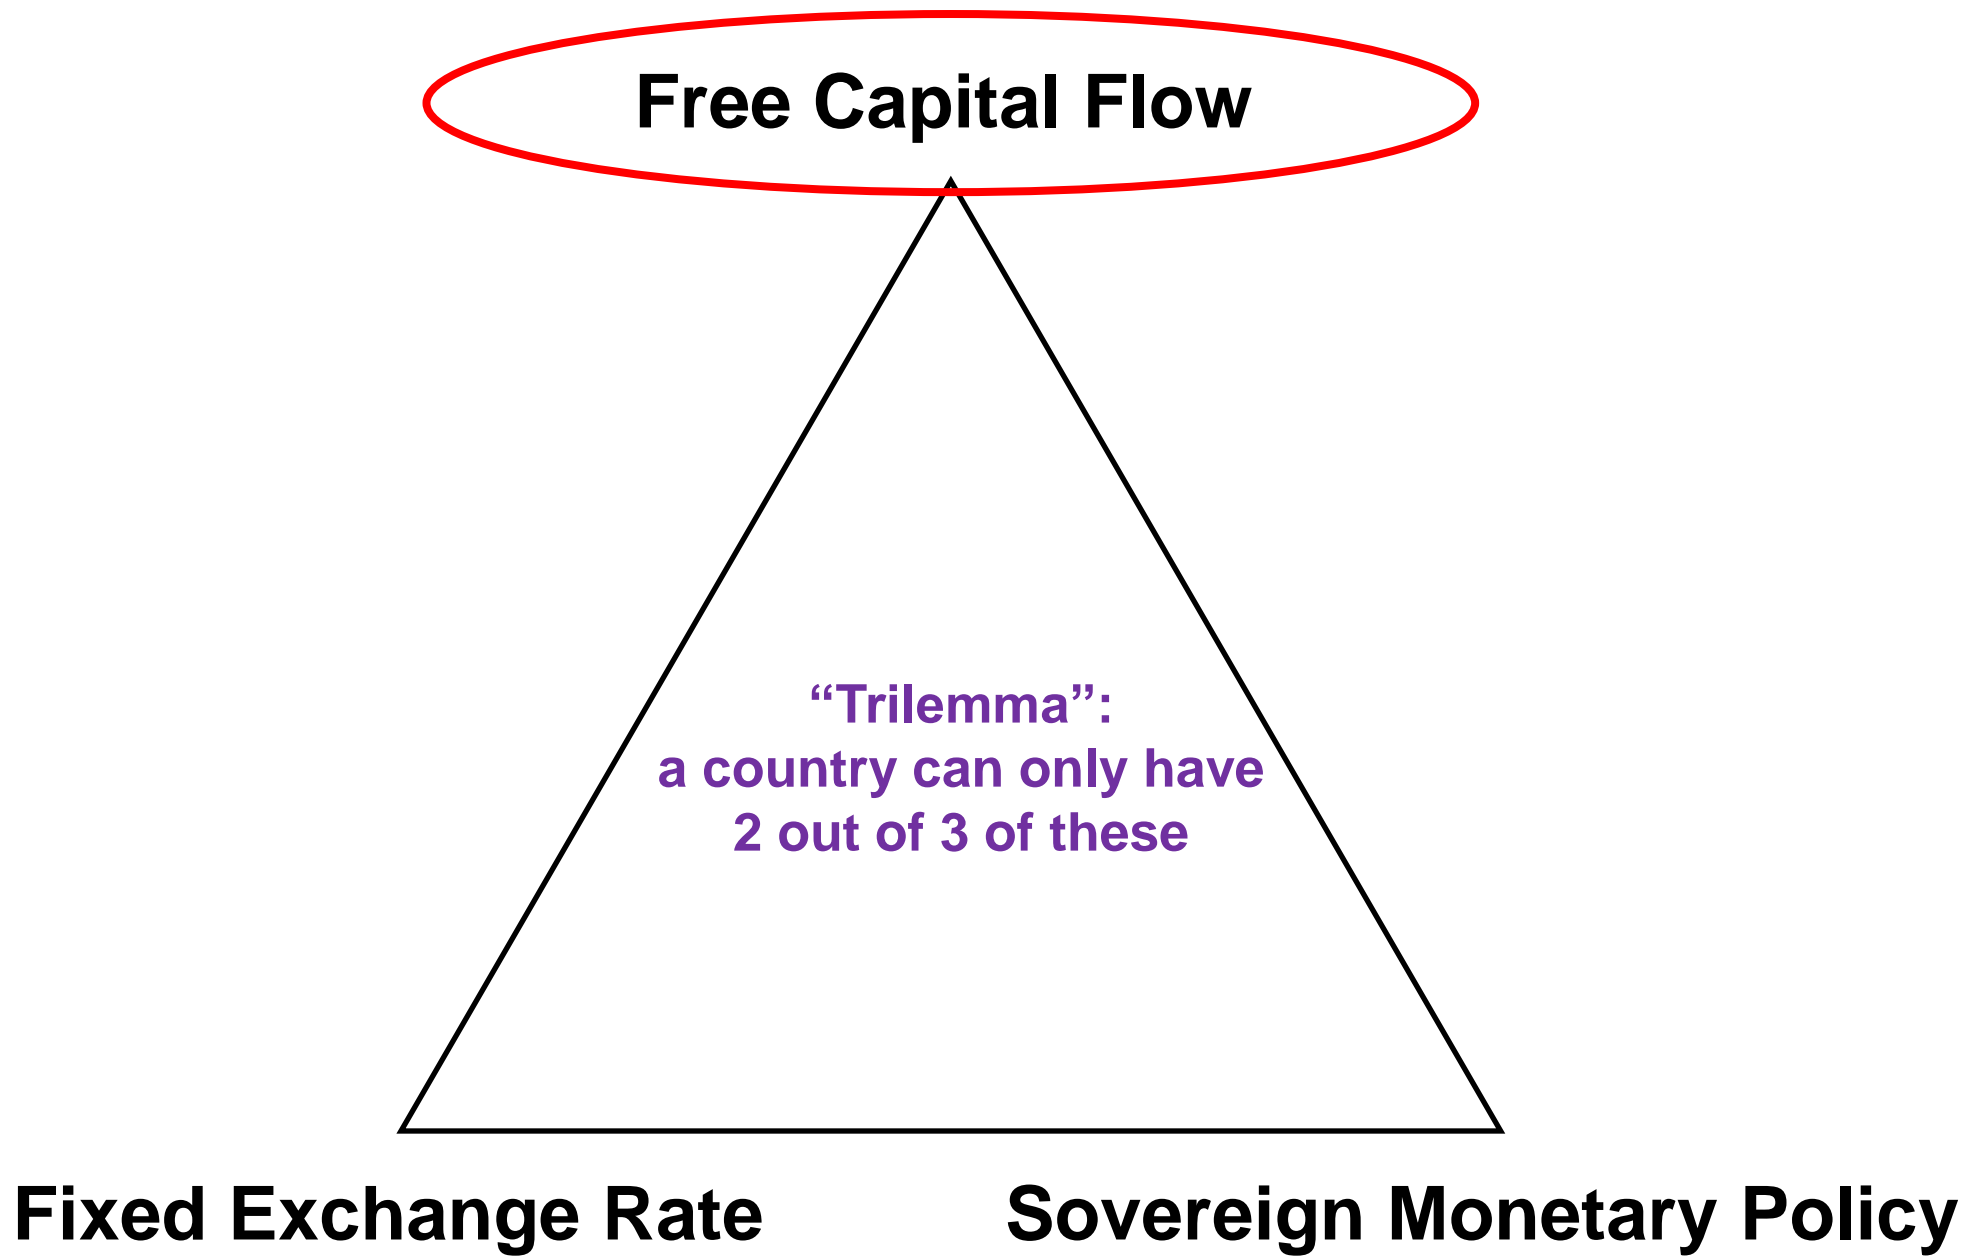 Free Capital Flow
“Trilemma”:
a country can only have
2 out of 3 of these
Fixed Exchange Rate
Sovereign Monetary Policy